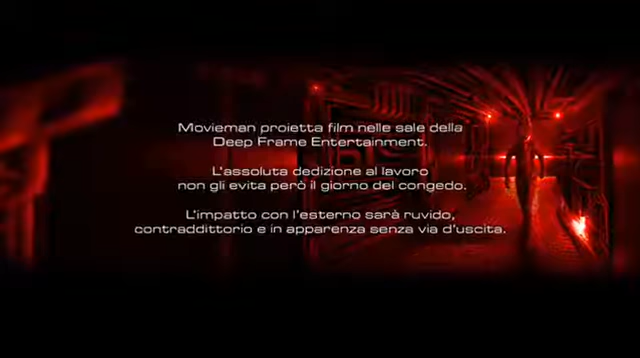 Movieman proietta film nelle sale della
Deep Frame Entertainment.
L'assoluta dedizione al lavoro
non gli evita però il giorno del congedo.
L'impatto con l'esterno sarà ruvido,
contraddittorio e in apparenza senza via d'uscita.